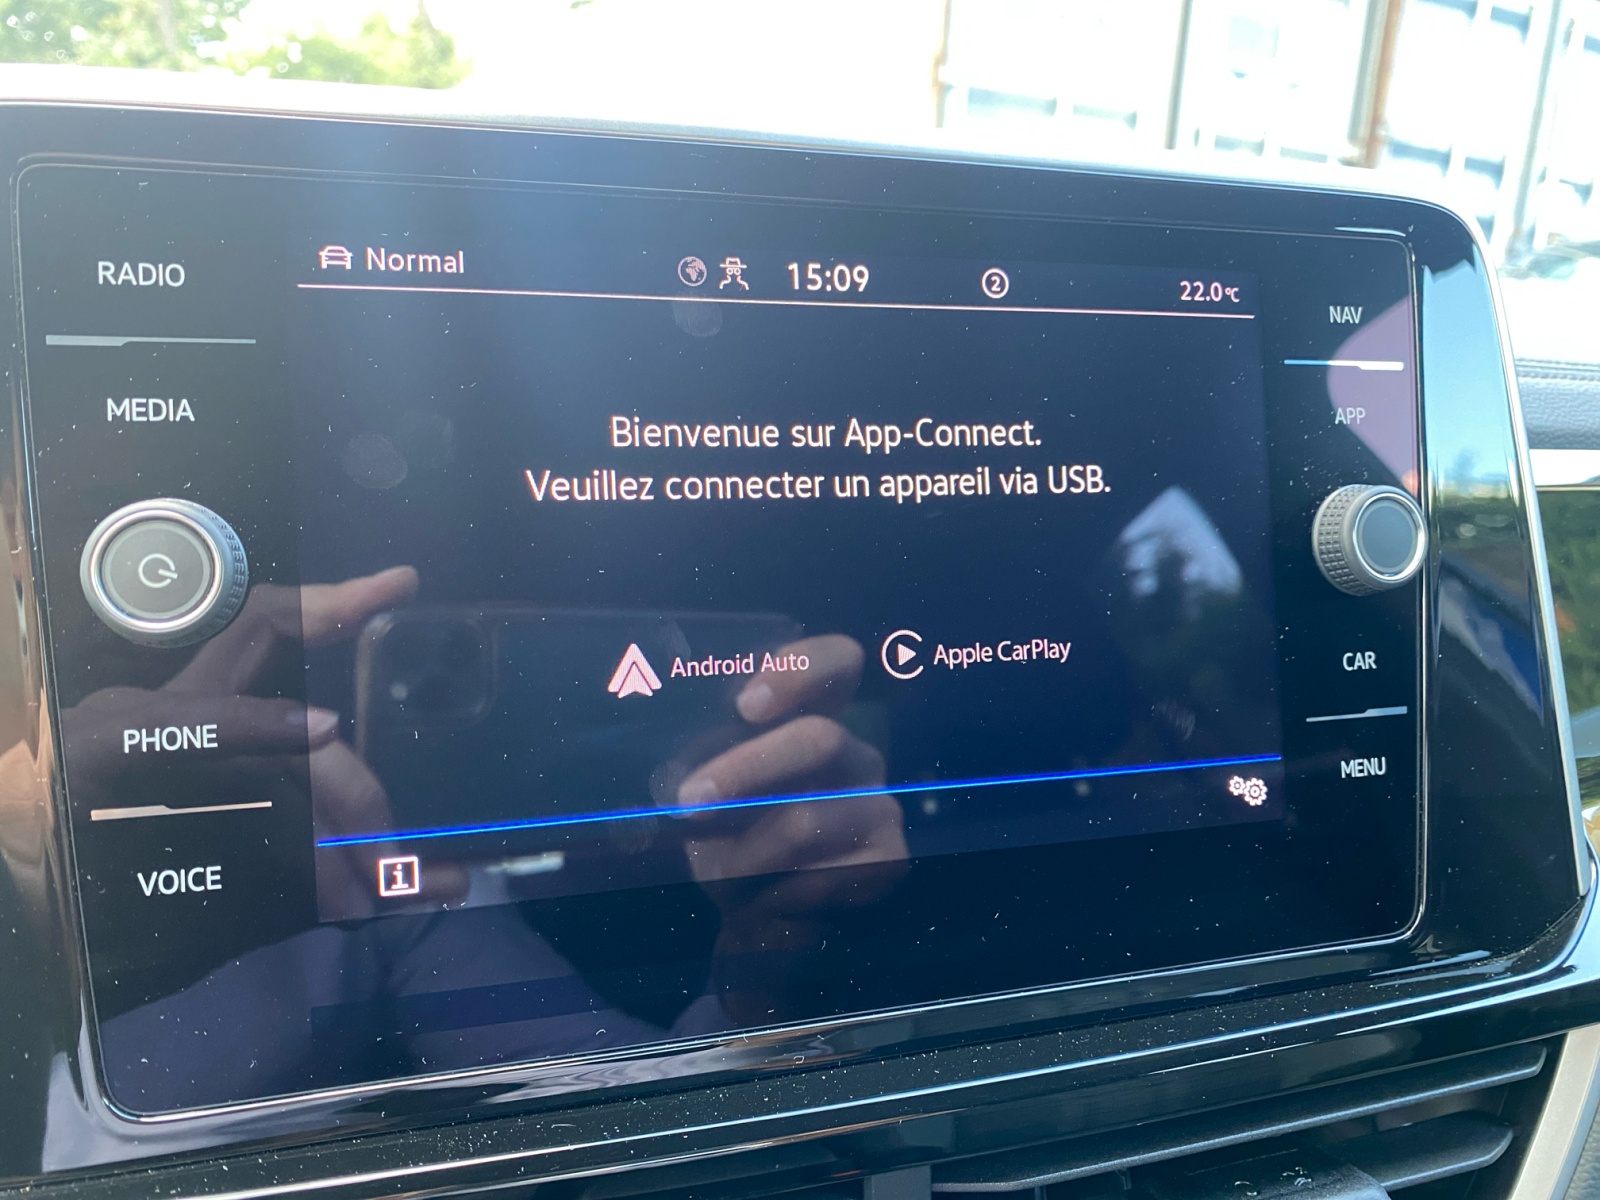 RADIO
MEDIA
PHONE
VOICE
Normal
15:09
2
22.0°C
Bienvenue sur App-Connect.
Veuillez connecter un appareil via USB.
Android Auto
Apple CarPlay
i
NAV
APP
CAR
MENU